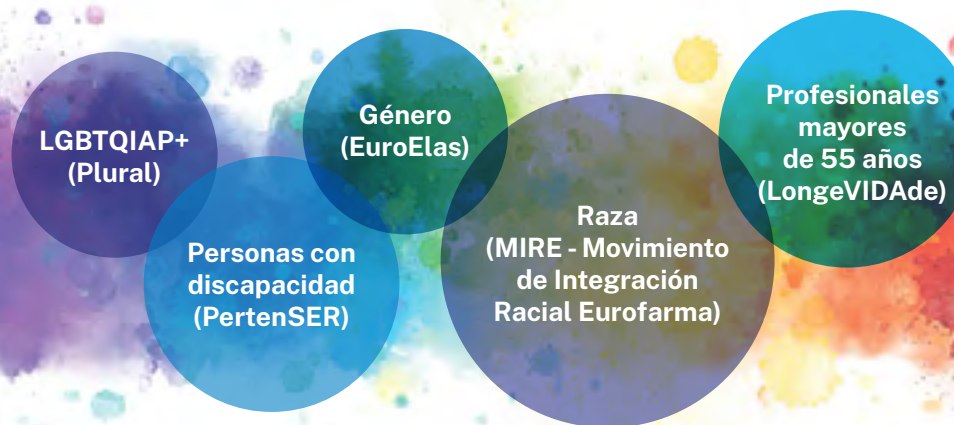 LGBTQIAP+
(Plural)
Personas con
discapacidad
(PertenSER)
Género
(EuroElas)
Raza
(MIRE - Movimiento
de Integración
Racial Eurofarma)
Profesionales
mayores
de 55 años
(LongeVIDAde)